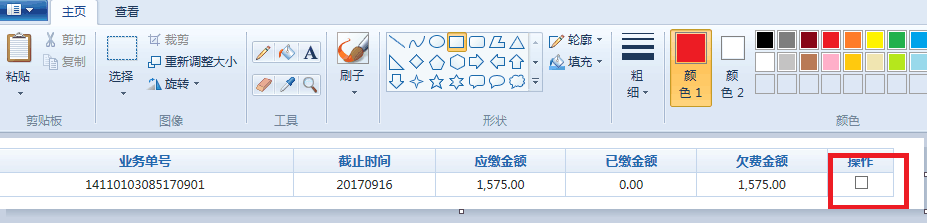 主页 查看
粘贴
剪切
复制
剪贴板
选择
裁剪
重新调整大小
旋转
图像
A
工具
刷子
轮廓
填充
形状
粗
细
颜
色 1
颜
色 2
颜色
业务单号 截止时间 应缴金额 已缴金额 欠费金额 操作
14110103085170901 20170916 1,575.00 0.00 1,575.00